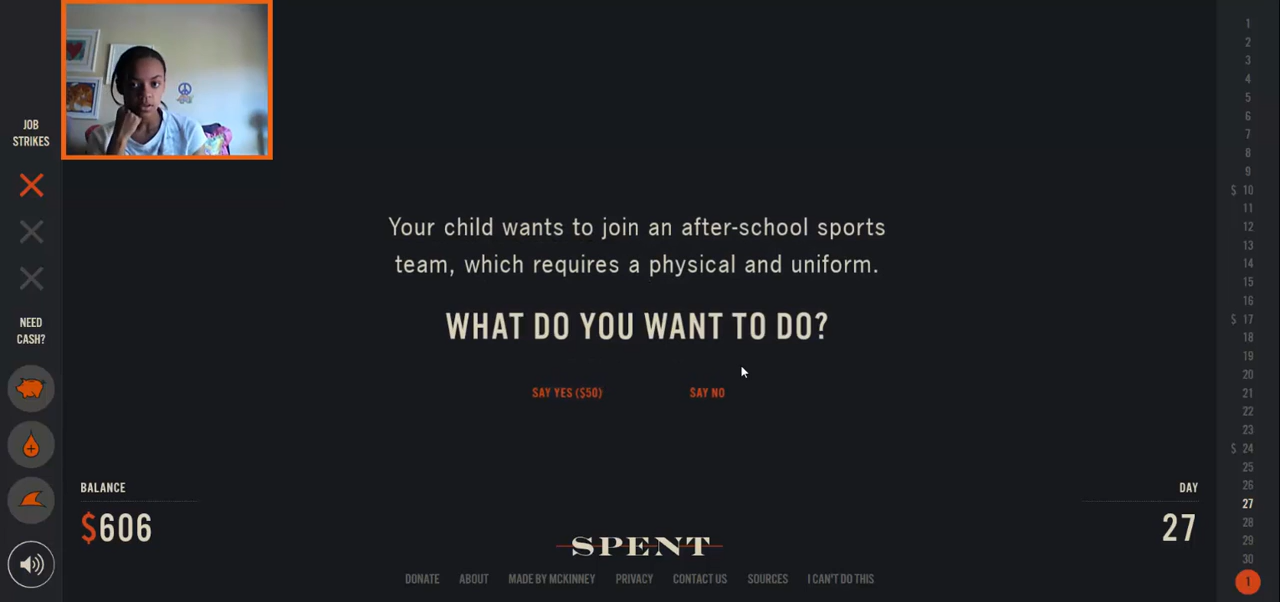 JOB
STRIKES
NEED
CASH?
Your child wants to join an after-school sports
team, which requires a physical and uniform.
WHAT DO YOU WANT TO DO?
SAY YES ($50)
SAY NO
BALANCE
$606
DAY
27
SPENT
DONATE ABOUT MADE BY MCKINNEY PRIVACY CONTACT US SOURCES I CAN'T DO THIS
1
2
3
4
5
6
7
8
9
$ 10
11
12
13
14
15
16
$ 17
18
19
20
21
22
23
$ 24
25
26
27
28
29
30
1